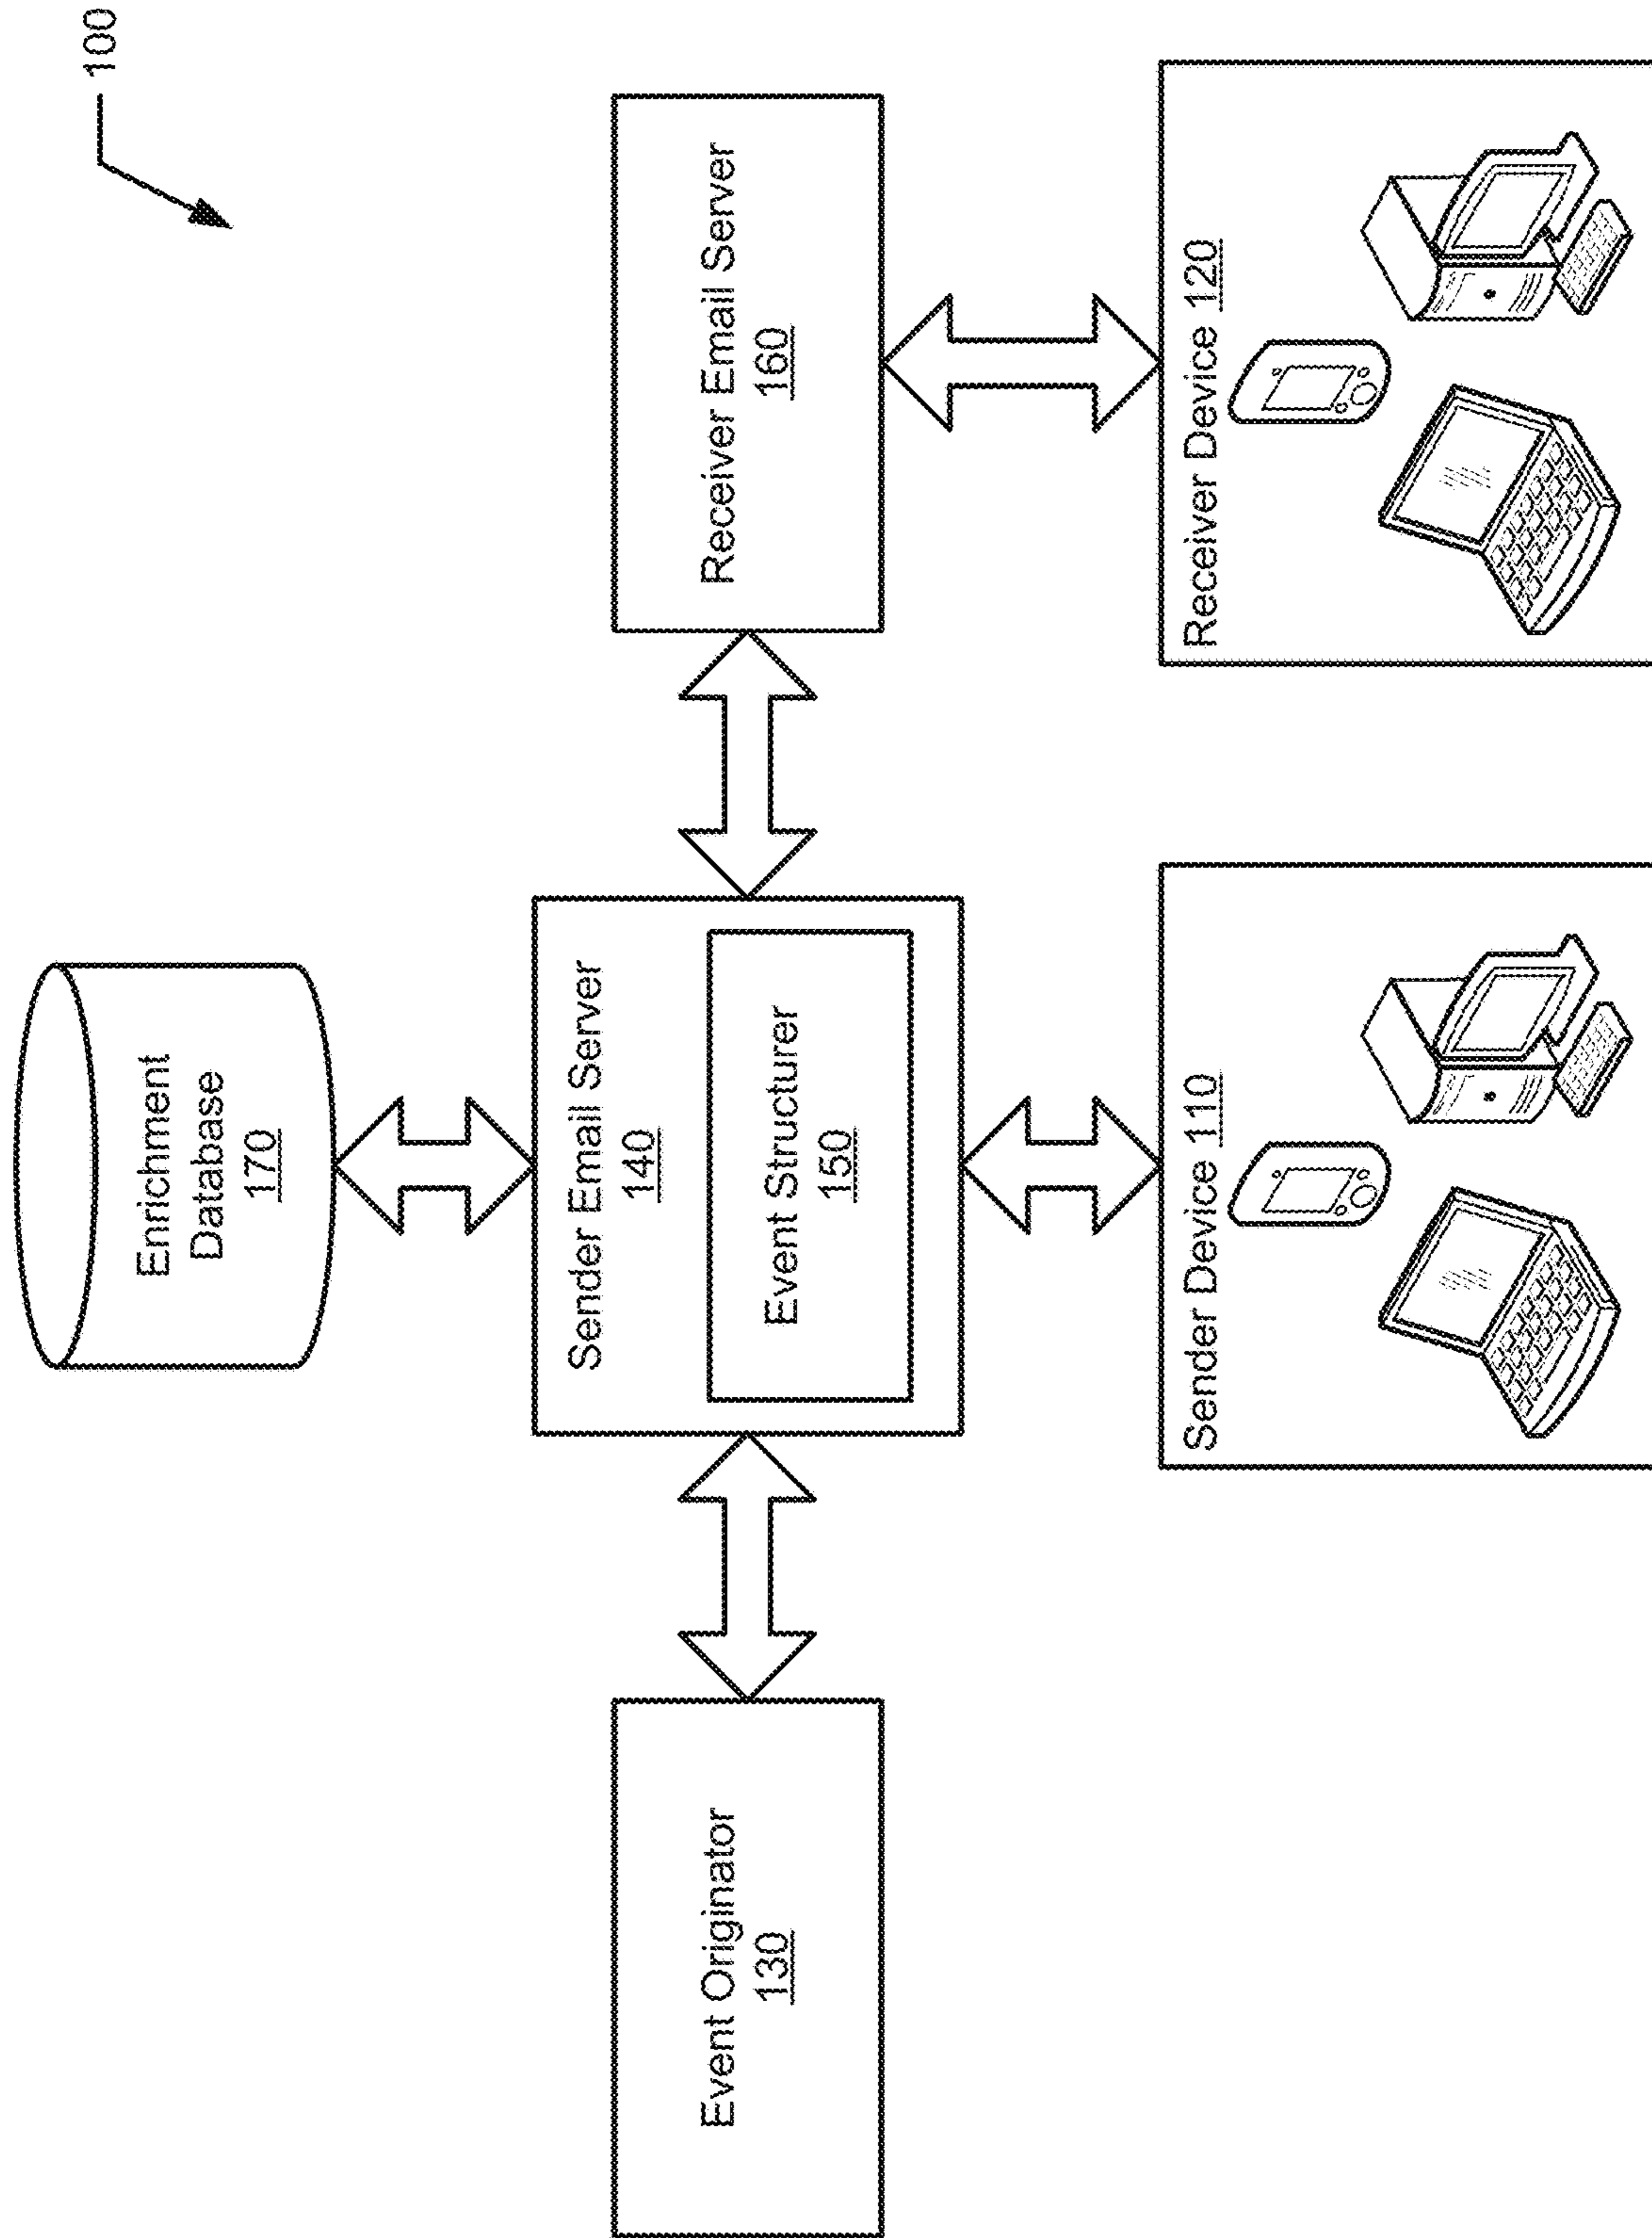 100
Enrichment
Database
170
Sender Email Server
140
Event Structurer
150
Event Originator
130
Receiver Email Server
160
Sender Device 110
Receiver Device 120